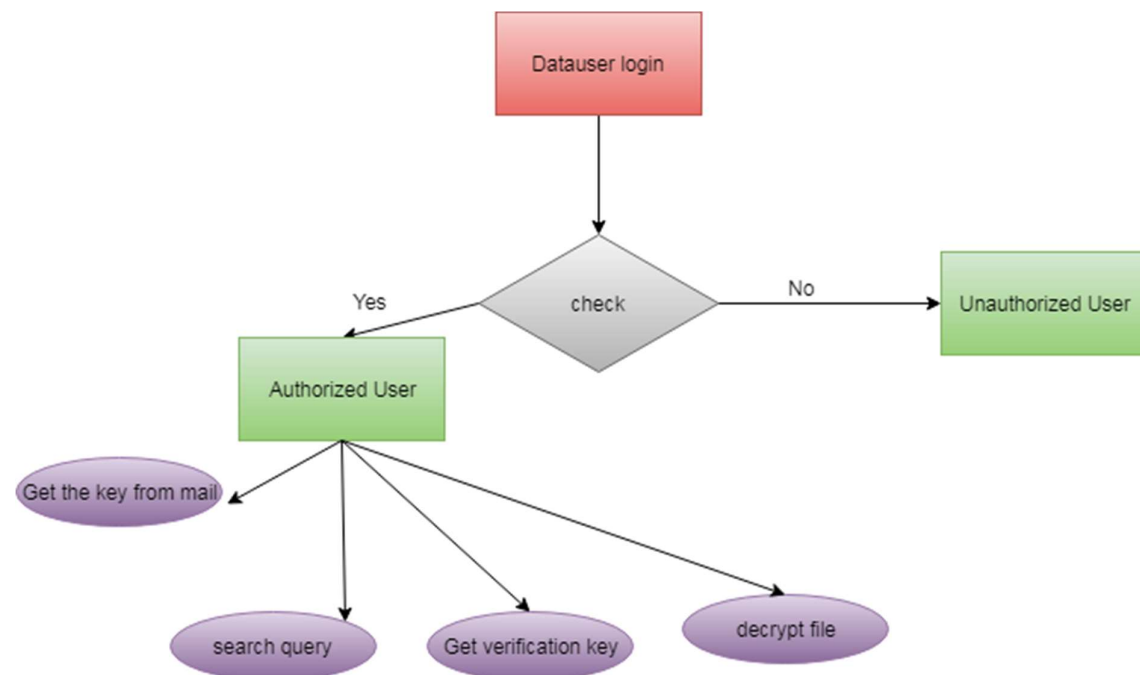 Datauser login
check
Yes
No
Unauthorized User
Authorized User
Get the key from mail
search query
Get verification key
decrypt file